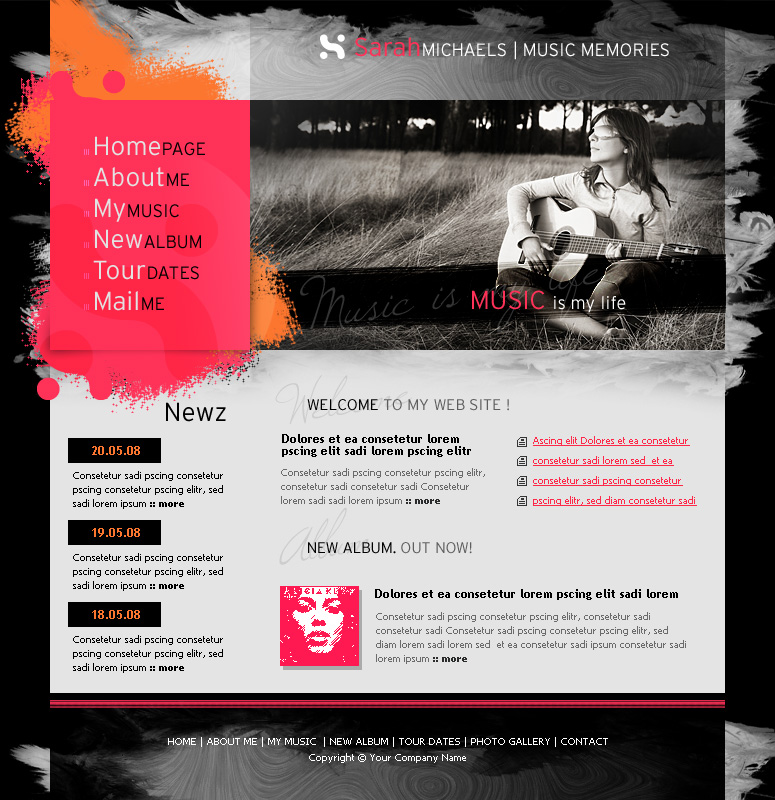 SarahMICHAELS | MUSIC MEMORIES
HomePAGE
AboutME
MyMUSIC
NewALBUM
TourDATES
MailME
Music is my life
MUSIC is my life
Newz
20.05.08
Consetetur sadi pscing consetetur
pscing consetetur pscing elitr, sed
sadi lorem ipsum :: more
19.05.08
Consetetur sadi pscing consetetur
pscing consetetur pscing elitr, sed
sadi lorem ipsum :: more
18.05.08
Consetetur sadi pscing consetetur
pscing consetetur pscing elitr, sed
sadi lorem ipsum :: more
Welcome
WELCOME TO MY WEB SITE !
Dolores et ea consetetur lorem
pscing elit sadi lorem pscing elitr
Consetetur sadi pscing consetetur pscing elitr,
consetetur sadi consetetur sadi Consetetur
lorem sadi sadi lorem ipsum :: more
Ascing elit Dolores et ea consetetur
consetetur sadi lorem sed et ea
consetetur sadi pscing consetetur
pscing elitr, sed diam consetetur sadi
Album
NEW ALBUM. OUT NOW!
Dolores et ea consetetur lorem pscing elit sadi lorem
Consetetur sadi pscing consetetur pscing elitr, consetetur sadi
consetetur sadi Consetetur sadi pscing consetetur pscing elitr, sed
diam lorem sadi lorem sed et ea consetetur sadi ipsum consetetur sadi
lorem ipsum :: more
HOME | ABOUT ME | MY MUSIC | NEW ALBUM | TOUR DATES | PHOTO GALLERY | CONTACT
Copyright © Your Company Name